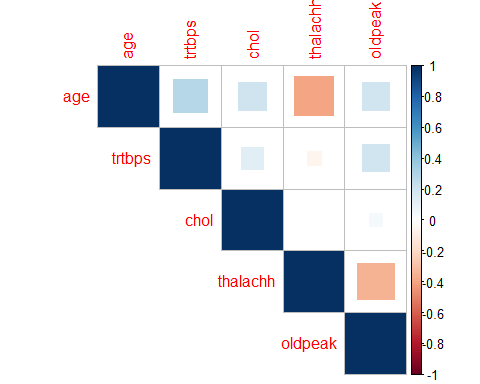 age
trtbps
chol
thalachh
oldpeak
age
trtbps
chol
thalachh
oldpeak
1
0.8
0.6
0.4
0.2
0
-0.2
-0.4
-0.6
-0.8
-1